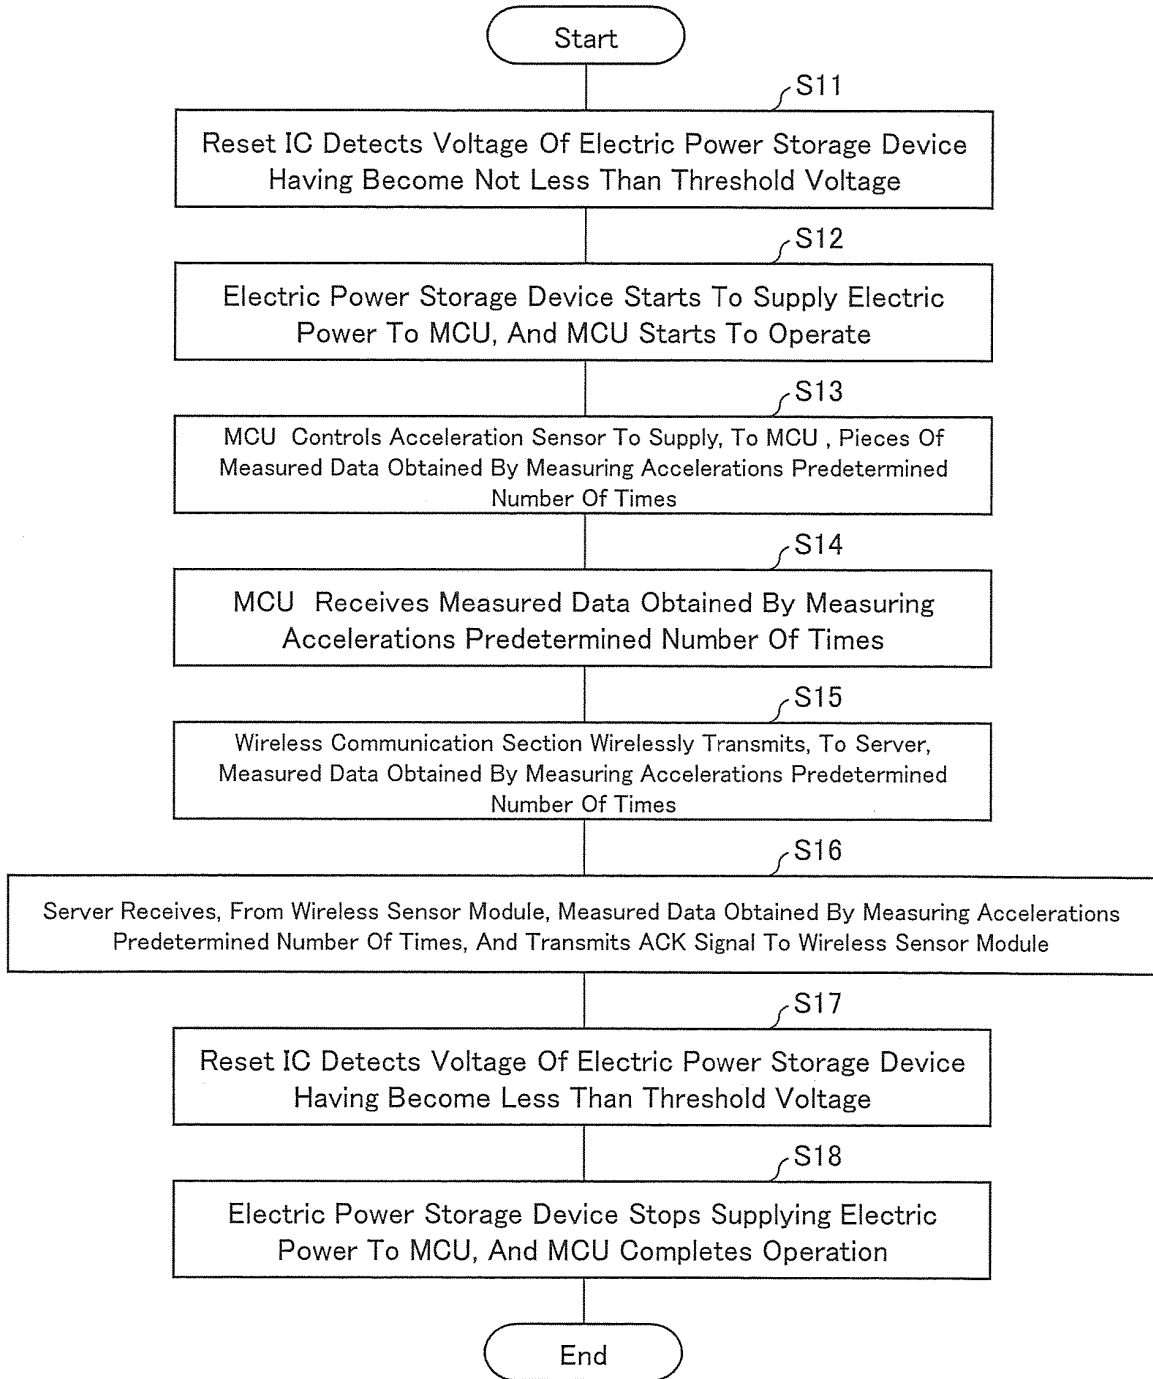 Start
S11
Reset IC Detects Voltage Of Electric Power Storage Device
Having Become Not Less Than Threshold Voltage
S12
Electric Power Storage Device Starts To Supply Electric
Power To MCU, And MCU Starts To Operate
S13
MCU Controls Acceleration Sensor To Supply, To MCU , Pieces Of
Measured Data Obtained By Measuring Accelerations Predetermined
Number Of Times
S14
MCU Receives Measured Data Obtained By Measuring
Accelerations Predetermined Number Of Times
S15
Wireless Communication Section Wirelessly Transmits, To Server,
Measured Data Obtained By Measuring Accelerations Predetermined
Number Of Times
S16
Server Receives, From Wireless Sensor Module, Measured Data Obtained By Measuring Accelerations
Predetermined Number Of Times, And Transmits ACK Signal To Wireless Sensor Module
S17
Reset IC Detects Voltage Of Electric Power Storage Device
Having Become Less Than Threshold Voltage
S18
Electric Power Storage Device Stops Supplying Electric
Power To MCU, And MCU Completes Operation
End